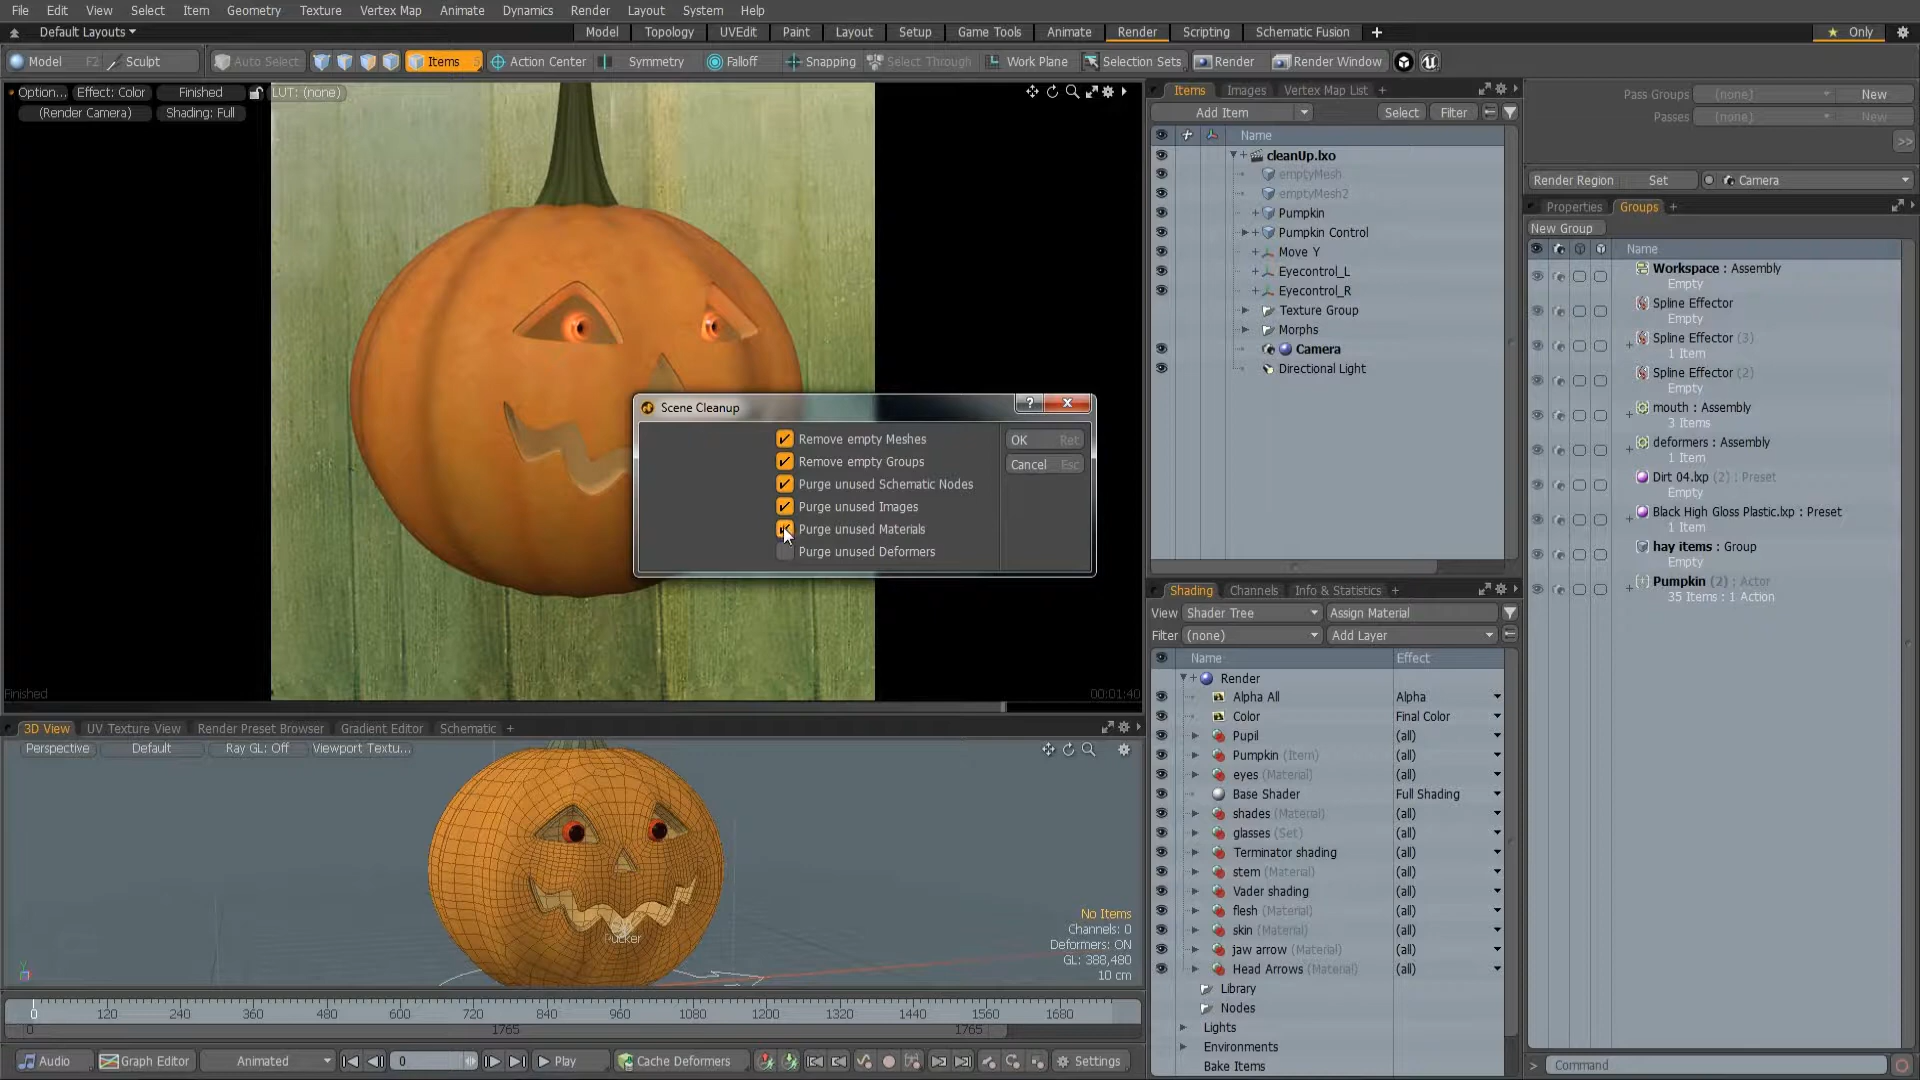 File Edit View Select Item Geometry Texture Vertex Map Animate Dynamics Render Layout System Help
Default Layouts Model Topology UVEdit Paint Layout Setup Game Tools Animate Render Scripting Schematic Fusion + Only
Model F2 Sculpt Auto Select Items 5 Action Center Symmetry Falloff Snapping Select Through Work Plane Selection Sets Render Render Window
Option... Effect: Color Finished LUT: (none)
(Render Camera) Shading: Full
Finished 00:01:40
Scene Cleanup
Remove empty Meshes
Remove empty Groups
Purge unused Schematic Nodes
Purge unused Images
Purge unused Materials
Purge unused Deformers
OK Ret
Cancel Esc
3D View UV Texture View Render Preset Browser Gradient Editor Schematic +
Perspective Default Ray GL: Off Viewport Textu...
Pucker
No Items
Channels: 0
Deformers: ON
GL: 388,480
10 cm
0 120 240 360 480 600 720 840 960 1080 1200 1320 1440 1560 1680
0 1765 1765
Audio Graph Editor Animated 0 Play Cache Deformers Settings
Items Images Vertex Map List +
Add Item Select Filter
Name
cleanUp.lxo
emptyMesh
emptyMesh2
Pumpkin
Pumpkin Control
Move Y
Eyecontrol_L
Eyecontrol_R
Texture Group
Morphs
Camera
Directional Light
Shading Channels Info & Statistics +
View Shader Tree Assign Material
Filter (none) Add Layer
Name Effect
Render
Alpha All Alpha
Color Final Color
Pupil (all)
Pumpkin (Item) (all)
eyes (Material) (all)
Base Shader Full Shading
shades (Material) (all)
glasses (Set) (all)
Terminator shading (all)
stem (Material) (all)
Vader shading (all)
flesh (Material) (all)
skin (Material) (all)
jaw arrow (Material) (all)
Head Arrows (Material) (all)
Library
Nodes
Lights
Environments
Bake Items
Pass Groups (none) New
Passes (none) New
>>
Render Region Set Camera
Properties Groups +
New Group
Name
Workspace : Assembly
Empty
Spline Effector
Empty
Spline Effector (3)
1 Item
Spline Effector (2)
Empty
mouth : Assembly
3 Items
deformers : Assembly
1 Item
Dirt 04.lxp (2) : Preset
Empty
Black High Gloss Plastic.lxp : Preset
1 Item
hay items : Group
Empty
Pumpkin (2) : Actor
35 Items : 1 Action
> Command